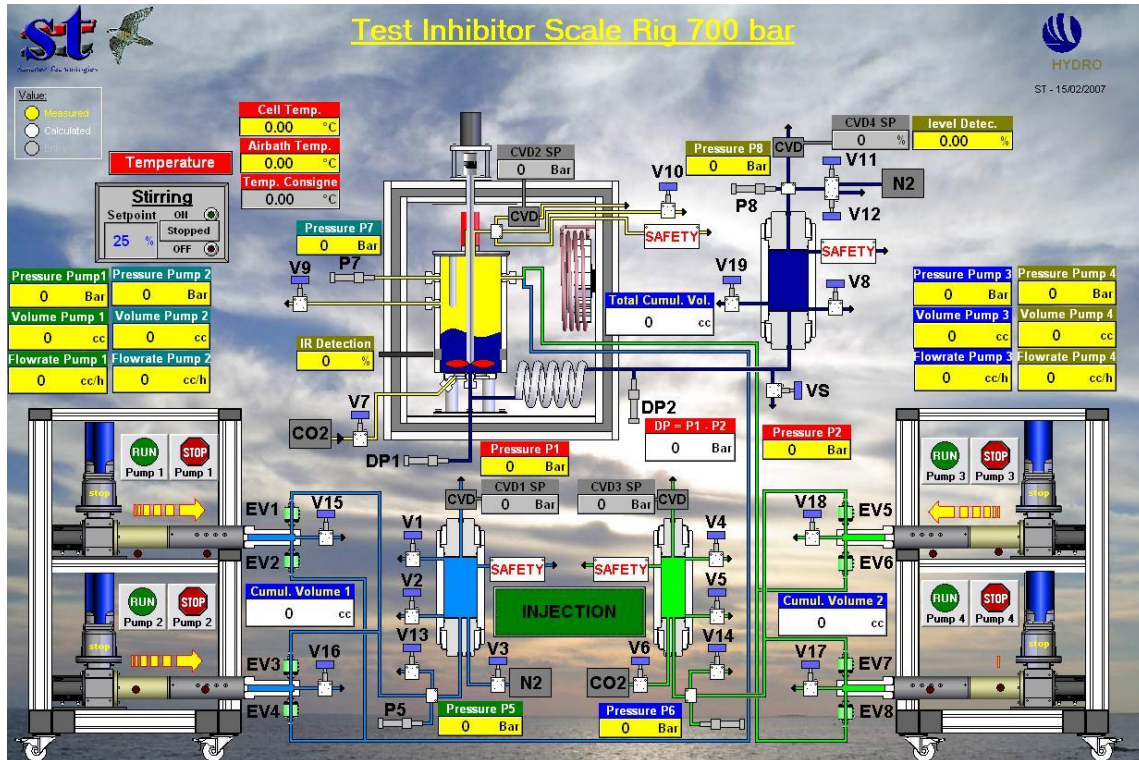 Test Inhibitor Scale Rig 700 bar
st
HYDRO
ST - 15/02/2007
Value:
Measured
Calculated
Temperature
Cell Temp.
0.00 °C
Airbath Temp.
0.00 °C
Temp. Consigne
0.00 °C
Stirring
Setpoint ON
25 % Stopped
OFF
CVD2 SP
0 Bar
CVD
Pressure P7
0 Bar
P7
V9
V10
SAFETY
Pressure P8
0 Bar
CVD4 SP
0 %
level Detec.
0.00 %
CVD
V11
N2
P8
V12
SAFETY
V19
V8
Total Cumul. Vol.
0 cc
VS
DP2
IR Detection
0 %
V7
CO2
DP1
Pressure Pump1
0 Bar
Volume Pump 1
0 cc
Flowrate Pump 1
0 cc/h
Pressure Pump 2
0 Bar
Volume Pump 2
0 cc
Flowrate Pump 2
0 cc/h
Pressure Pump 3
0 Bar
Volume Pump 3
0 cc
Flowrate Pump 3
0 cc/h
Pressure Pump 4
0 Bar
Volume Pump 4
0 cc
Flowrate Pump 4
0 cc/h
Pressure P1
0 Bar
DP = P1 - P2
0 Bar
Pressure P2
0 Bar
RUN
Pump 1
STOP
Pump 1
stop
EV1
EV2
V15
RUN
Pump 2
STOP
Pump 2
stop
EV3
EV4
V16
Cumul. Volume 1
0 cc
CVD
CVD1 SP
0 Bar
V1
V2
SAFETY
V13
V3
N2
P5
Pressure P5
0 Bar
INJECTION
CVD3 SP
0 Bar
CVD
V4
SAFETY
V5
V6
CO2
V14
Pressure P6
0 Bar
Cumul. Volume 2
0 cc
V18
EV5
EV6
RUN
Pump 3
STOP
Pump 3
stop
V17
EV7
EV8
RUN
Pump 4
STOP
Pump 4
stop